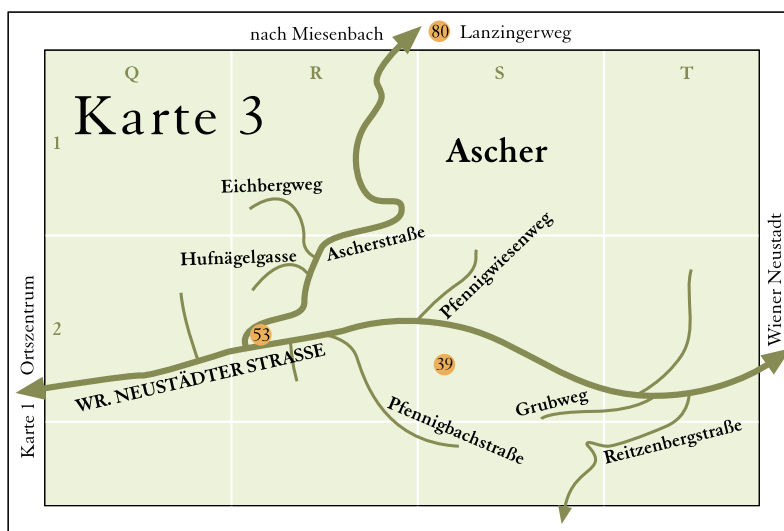 nach Miesenbach
80 Lanzingerweg
Q R S T
Karte 3
1
Ascher
Eichbergweg
Ascherstraße
Hufnägelgasse
Pfennigwiesenweg
2
53
39
WR. NEUSTÄDTER STRASSE
Pfennigbachstraße
Grubweg
Reitzenbergstraße
Karte 1 Ortszentrum
Wiener Neustadt